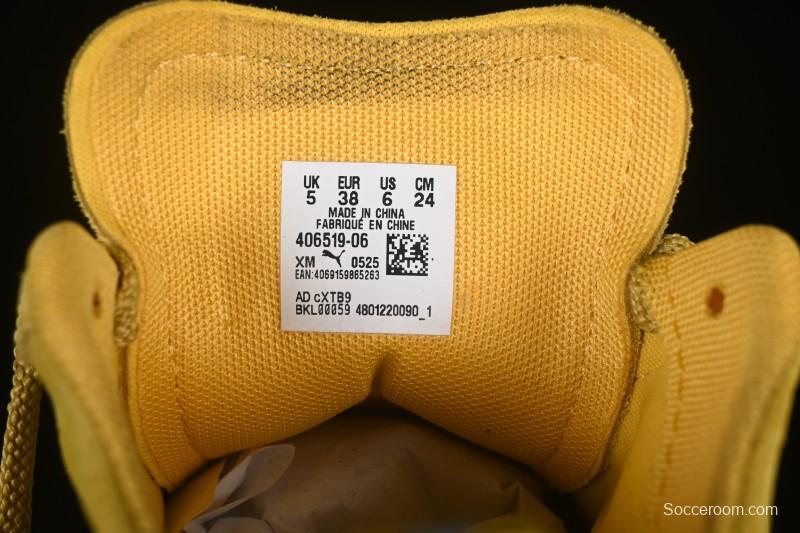 UK EUR US CM
5 38 6 24
MADE IN CHINA
FABRIQUÉ EN CHINE
406519-06
XM 0525
EAN:4069159865263
AD cXTB9
BKL00059 4801220090_1
Socceroom.com